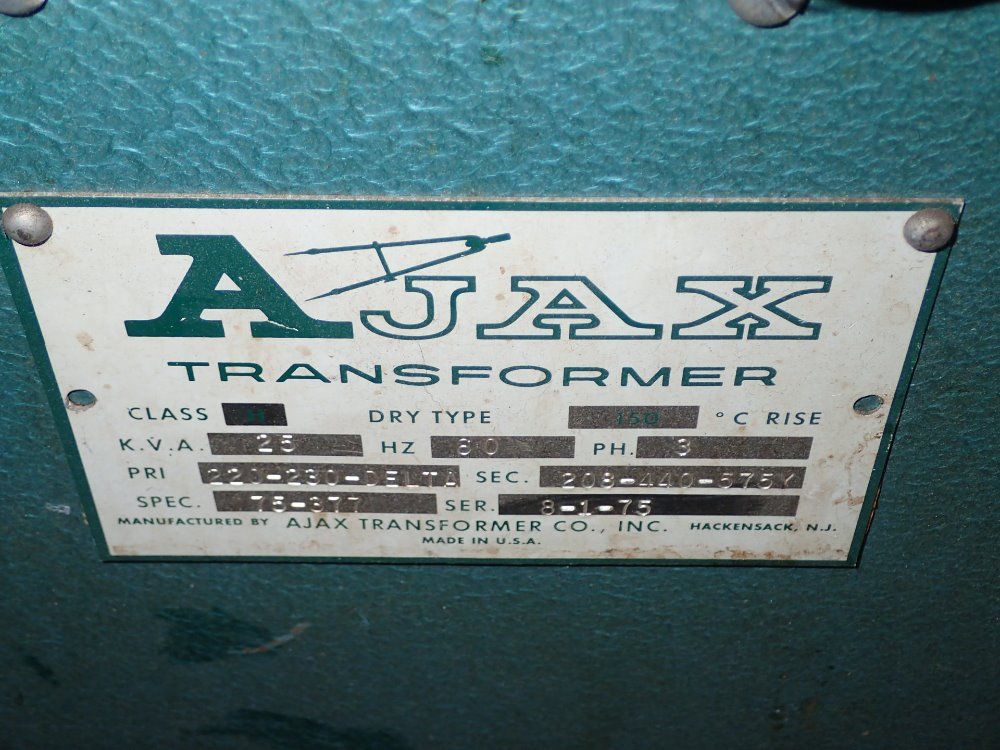 AJAX
TRANSFORMER
CLASS H DRY TYPE 150 °C RISE
K.V.A. 25 HZ 60 PH. 3
PRI 220-230-DELTA SEC. 208-440-575Y
SPEC. 75-377 SER. 8-1-75
MANUFACTURED BY AJAX TRANSFORMER CO., INC. HACKENSACK, N.J.
MADE IN U.S.A.